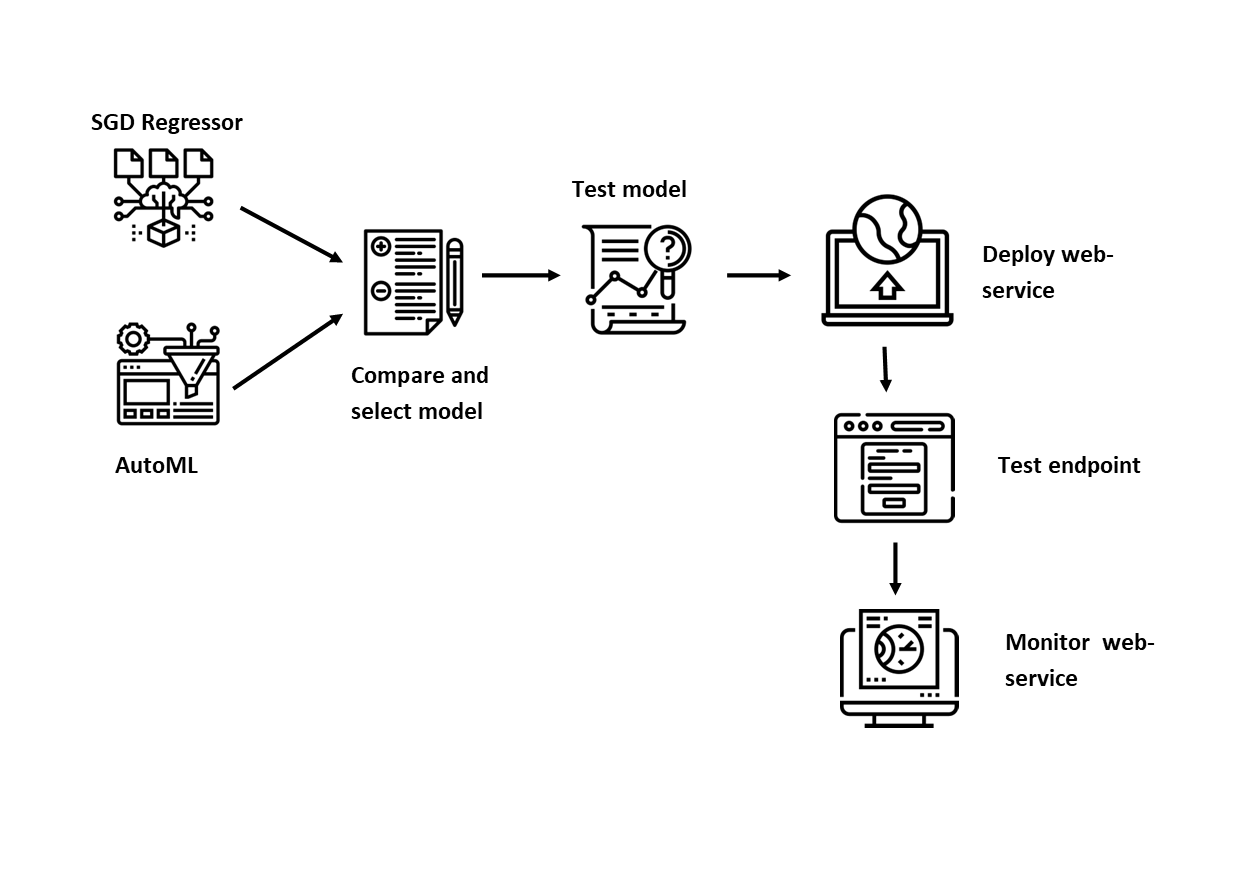 SGD Regressor
Test model
Deploy web-
service
Compare and
select model
AutoML
Test endpoint
Monitor web-
service